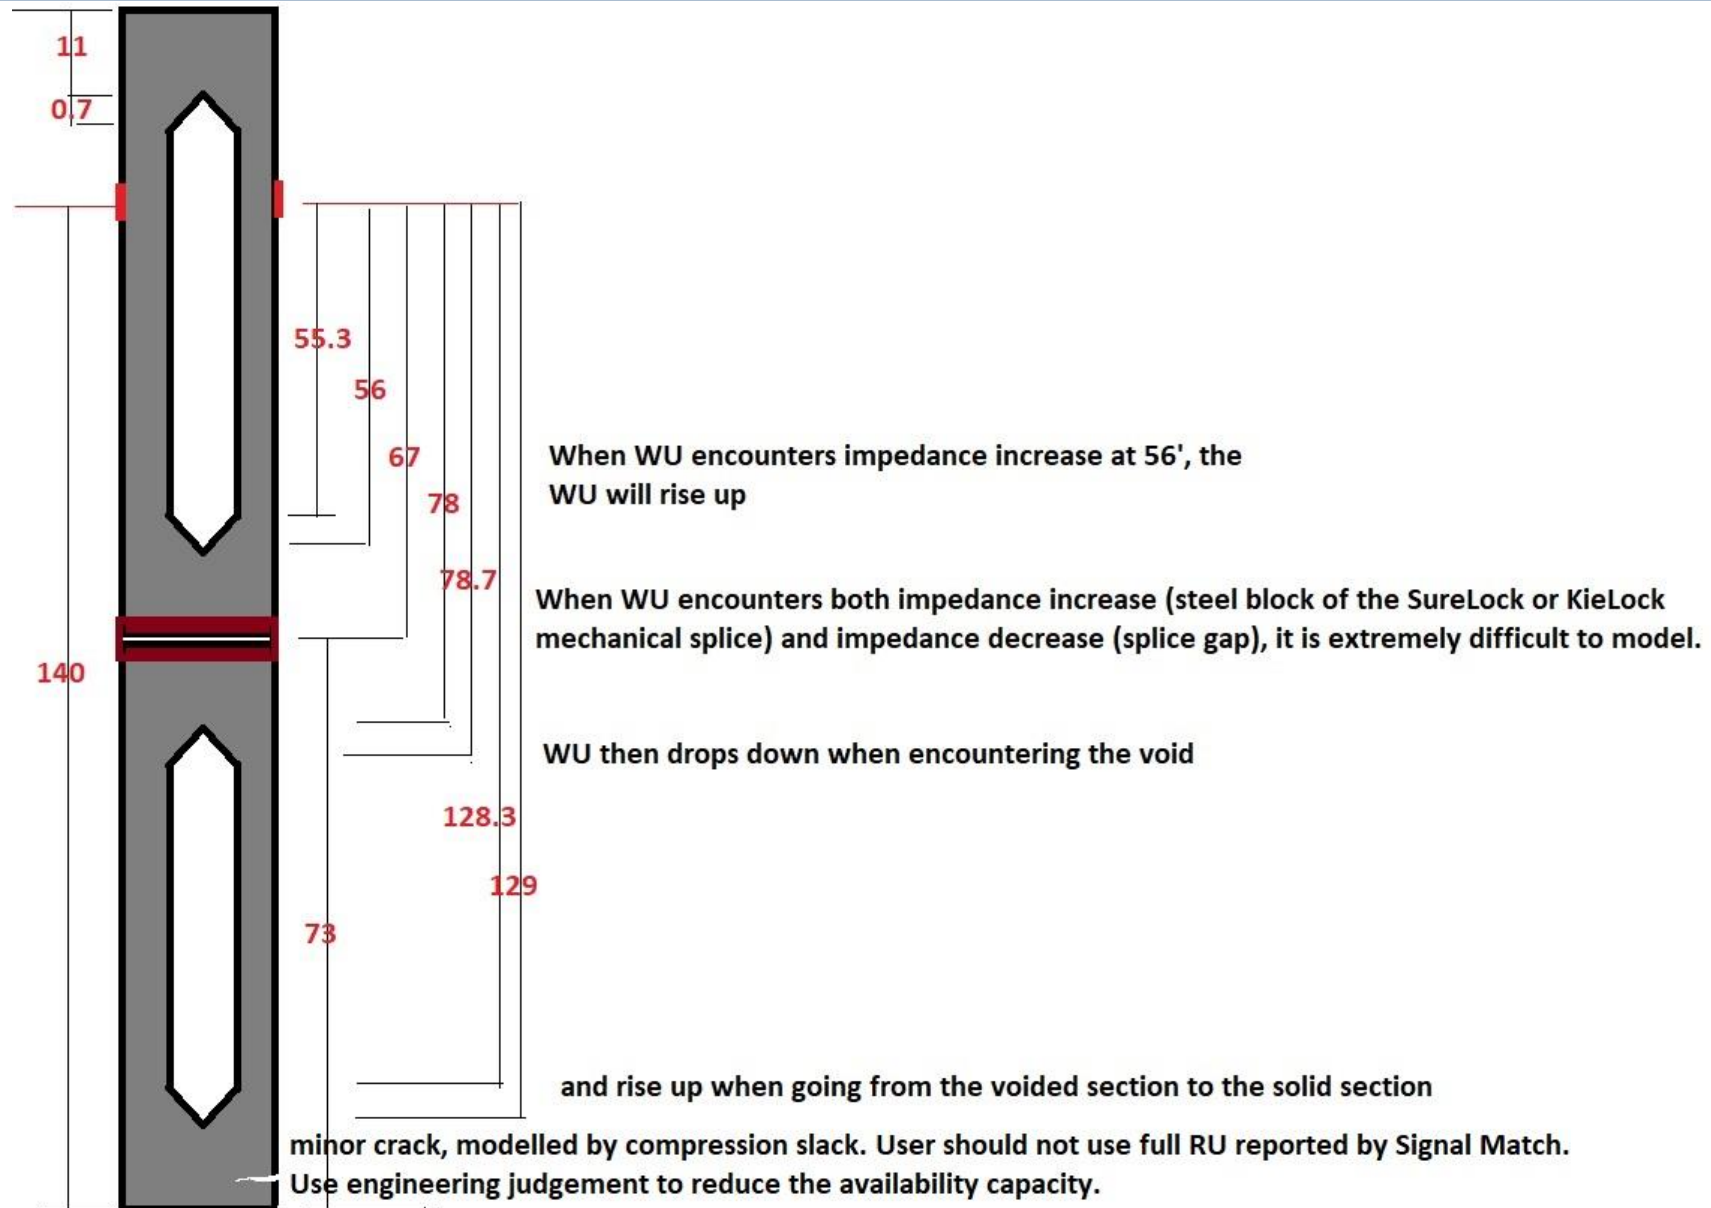 11
0.7
55.3
56
67
When WU encounters impedance increase at 56', the
WU will rise up
78
78.7
When WU encounters both impedance increase (steel block of the SureLock or KieLock
mechanical splice) and impedance decrease (splice gap), it is extremely difficult to model.
140
WU then drops down when encountering the void
128.3
129
73
and rise up when going from the voided section to the solid section
minor crack, modelled by compression slack. User should not use full RU reported by Signal Match.
Use engineering judgement to reduce the availability capacity.